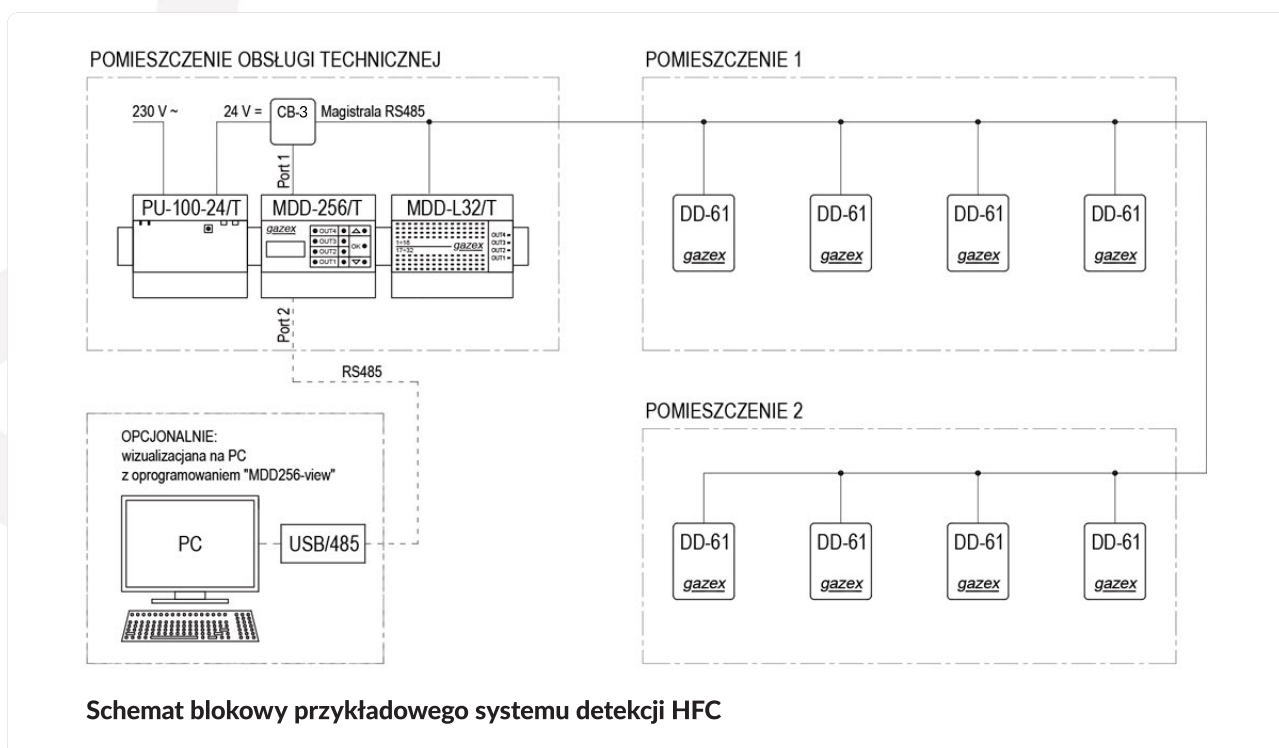 POMIESZCZENIE OBSŁUGI TECHNICZNEJ
230 V ~
24 V =
CB-3
Magistrala RS485
Port 1
PU-100-24/T
MDD-256/T
gazex
OUT4
OUT3
OUT2
OUT1
OK
MDD-L32/T
1÷16
17÷32
gazex
OUT4
OUT3
OUT2
OUT1
Port 2
RS485
POMIESZCZENIE 1
DD-61
gazex
DD-61
gazex
DD-61
gazex
DD-61
gazex
OPCJONALNIE:
wizualizacjana na PC
z oprogramowaniem "MDD256-view"
PC
USB/485
POMIESZCZENIE 2
DD-61
gazex
DD-61
gazex
DD-61
gazex
DD-61
gazex
Schemat blokowy przykładowego systemu detekcji HFC